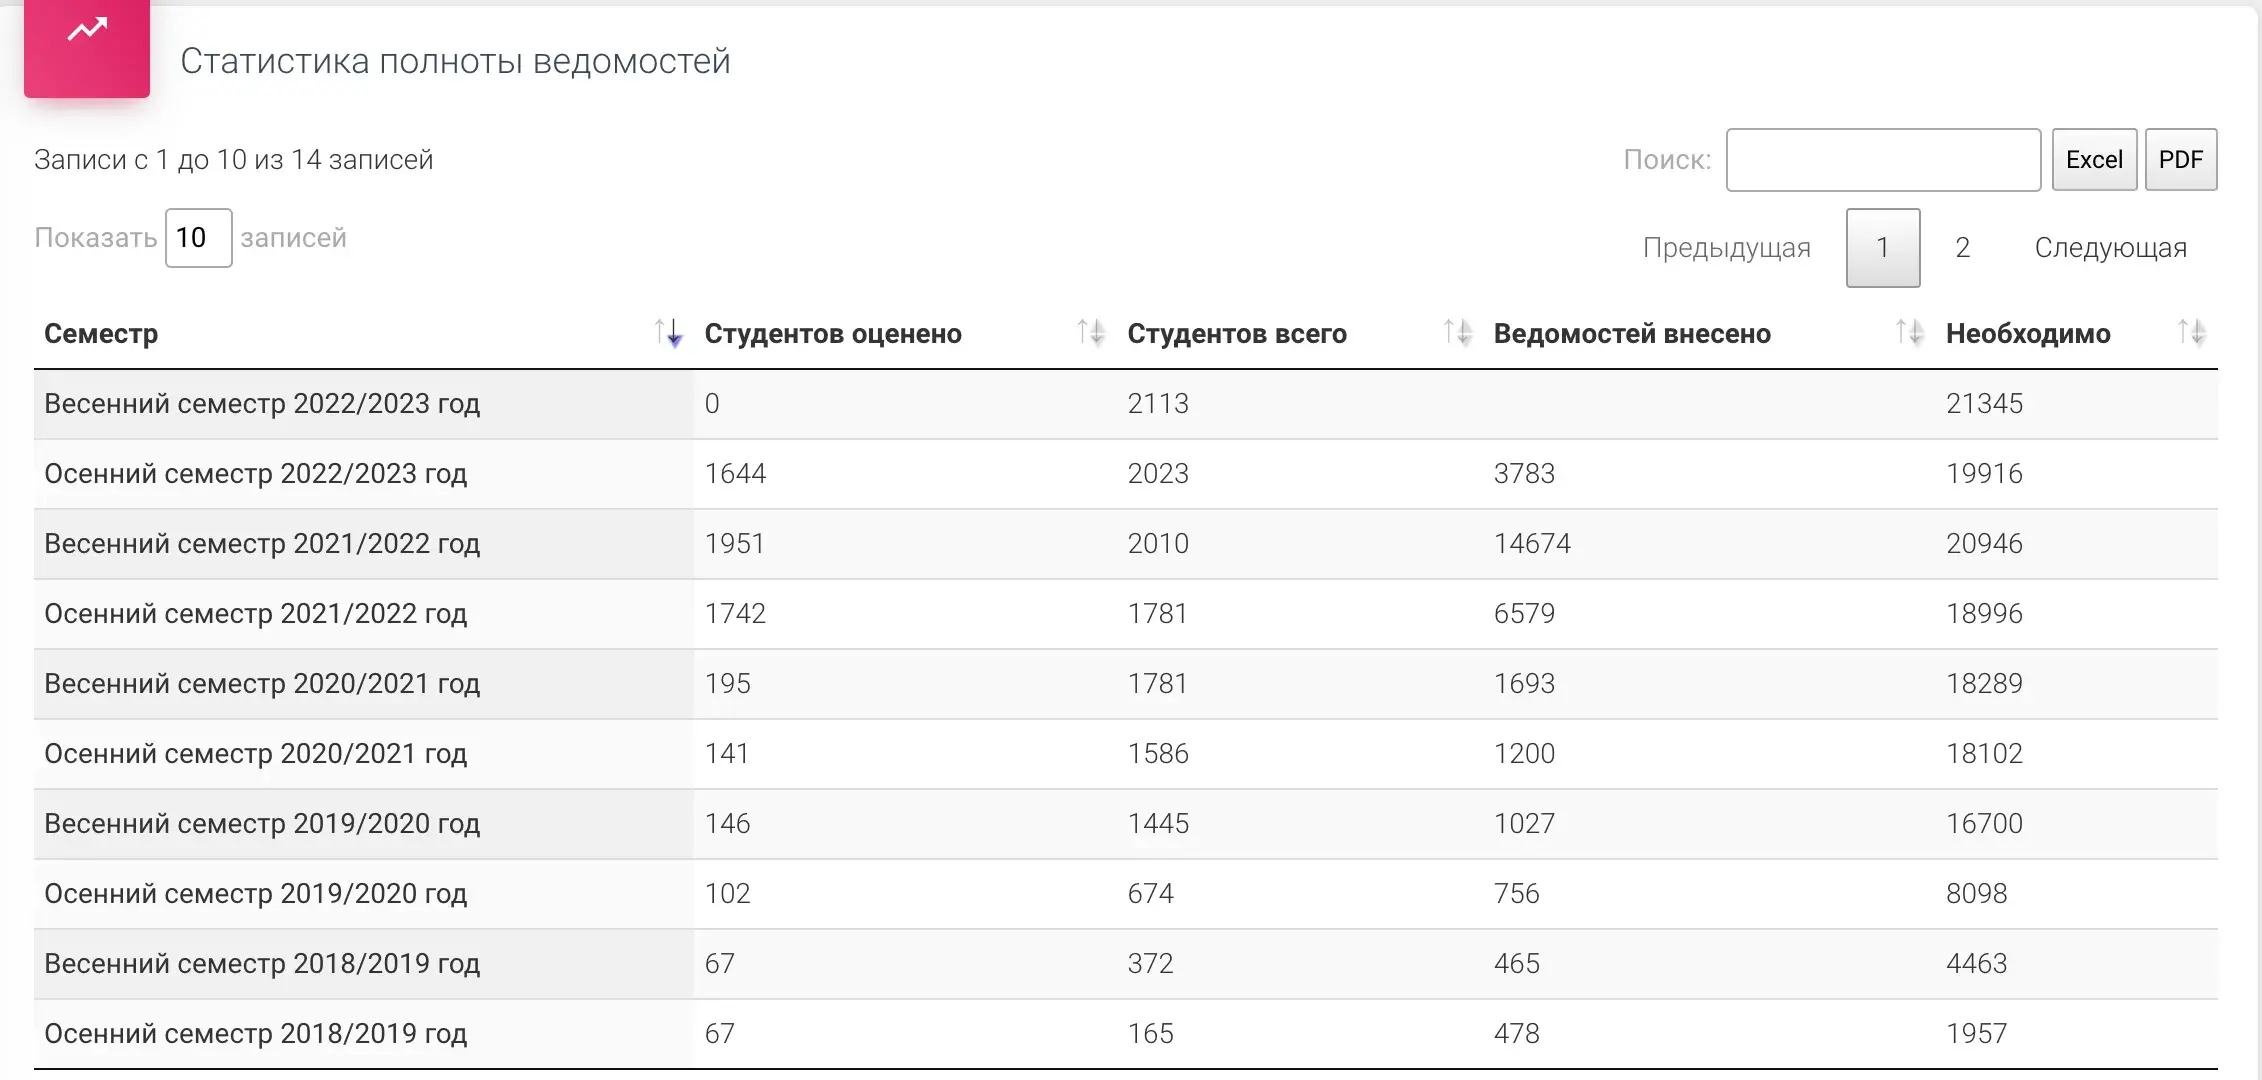 Статистика полноты ведомостей
Записи с 1 до 10 из 14 записей
Поиск: Excel PDF
Показать 10 записей
Предыдущая 1 2 Следующая
Семестр Студентов оценено Студентов всего Ведомостей внесено Необходимо
Весенний семестр 2022/2023 год 0 2113 21345
Осенний семестр 2022/2023 год 1644 2023 3783 19916
Весенний семестр 2021/2022 год 1951 2010 14674 20946
Осенний семестр 2021/2022 год 1742 1781 6579 18996
Весенний семестр 2020/2021 год 195 1781 1693 18289
Осенний семестр 2020/2021 год 141 1586 1200 18102
Весенний семестр 2019/2020 год 146 1445 1027 16700
Осенний семестр 2019/2020 год 102 674 756 8098
Весенний семестр 2018/2019 год 67 372 465 4463
Осенний семестр 2018/2019 год 67 165 478 1957